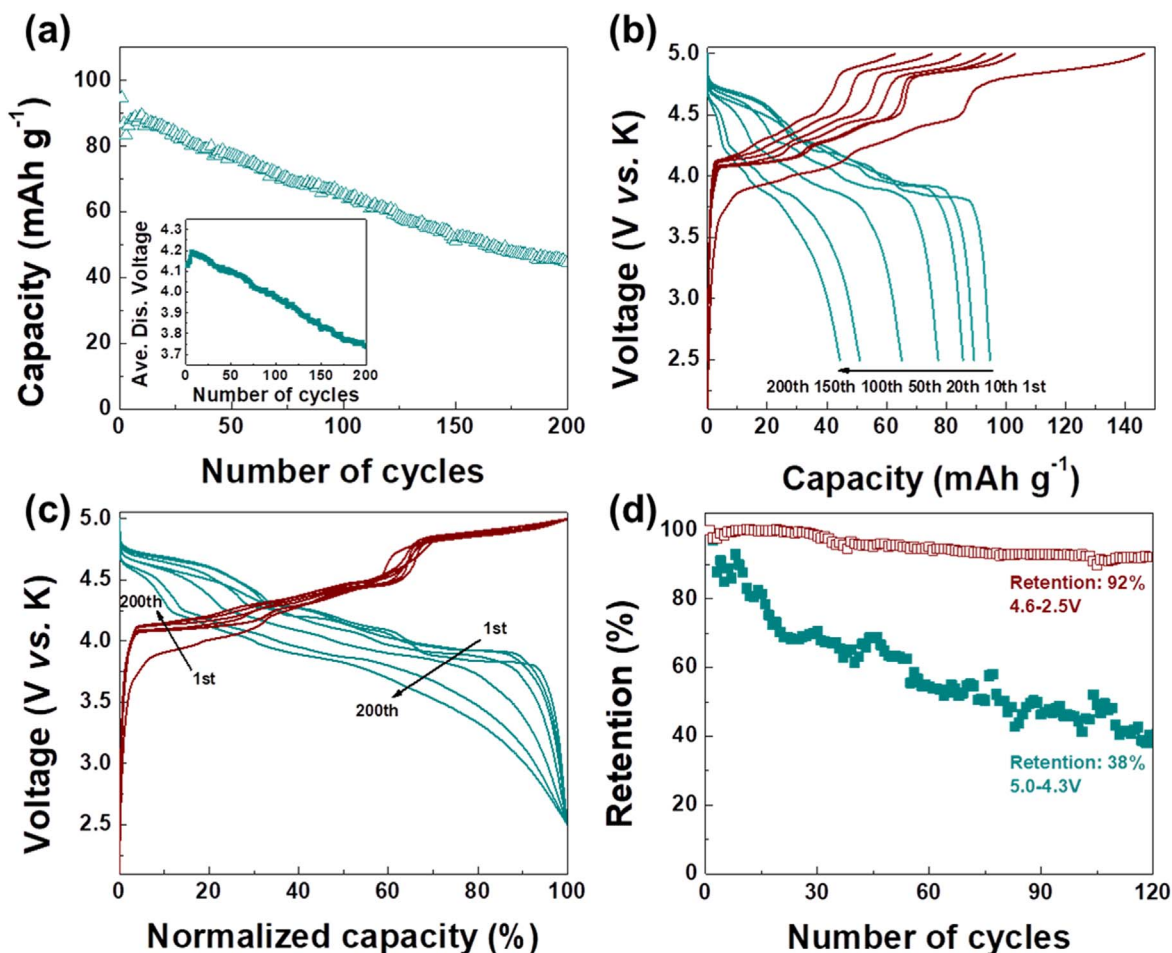 (a)
Capacity (mAh g⁻¹)
100
80
60
40
20
0
0 50 100 150 200
Number of cycles
Ave. Dis. Voltage
4.3
4.2
4.1
4.0
3.9
3.8
3.7
0 50 100 150 200
Number of cycles
(b)
Voltage (V vs. K)
5.0
4.5
4.0
3.5
3.0
2.5
200th 150th 100th 50th 20th 10th 1st
0 20 40 60 80 100 120 140
Capacity (mAh g⁻¹)
(c)
Voltage (V vs. K)
5.0
4.5
4.0
3.5
3.0
2.5
200th
1st
1st
200th
0 20 40 60 80 100
Normalized capacity (%)
(d)
Retention (%)
100
80
60
40
20
0
Retention: 92%
4.6-2.5V
Retention: 38%
5.0-4.3V
0 30 60 90 120
Number of cycles